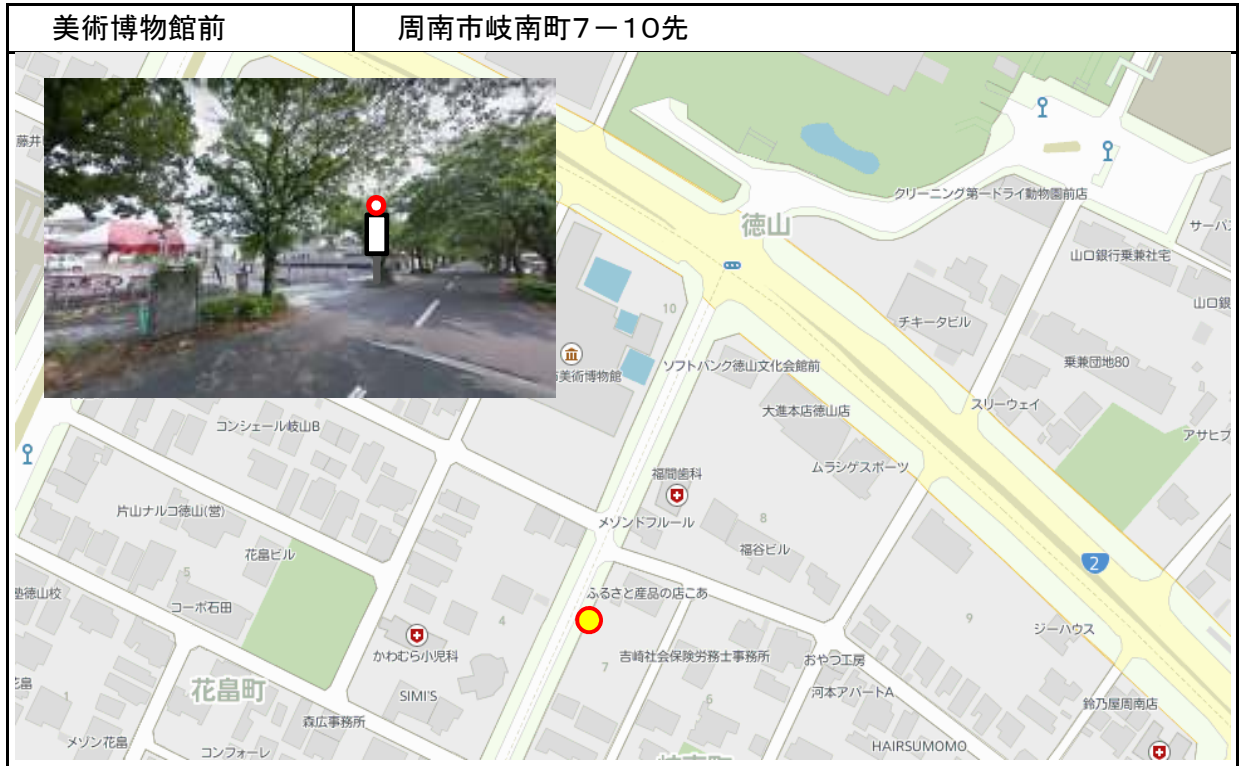 美術博物館前
周南市岐南町7－10先
藤井
クリーニング第一ドライ動物園前店
徳山
サーパ
山口銀行乗兼社宅
山口銀
10
チキータビル
市美術博物館
ソフトバンク徳山文化会館前
乗兼団地80
大進本店徳山店
スリーウェイ
コンシェール岐山B
アサヒプ
福間歯科
ムラシゲスポーツ
片山ナルコ徳山(営)
メゾンドフルール
8
花畠ビル
福谷ビル
2
5
塾徳山校
コーポ石田
ふるさと産品の店こあ
4
9
ジーハウス
かわむら小児科
7
吉崎社会保険労務士事務所
おやつ工房
花畠町
1
SIMI'S
6
河本アパートA
鈴乃屋周南店
森広事務所
メゾン花畠
コンフォーレ
HAIRSUMOMO
岐南町